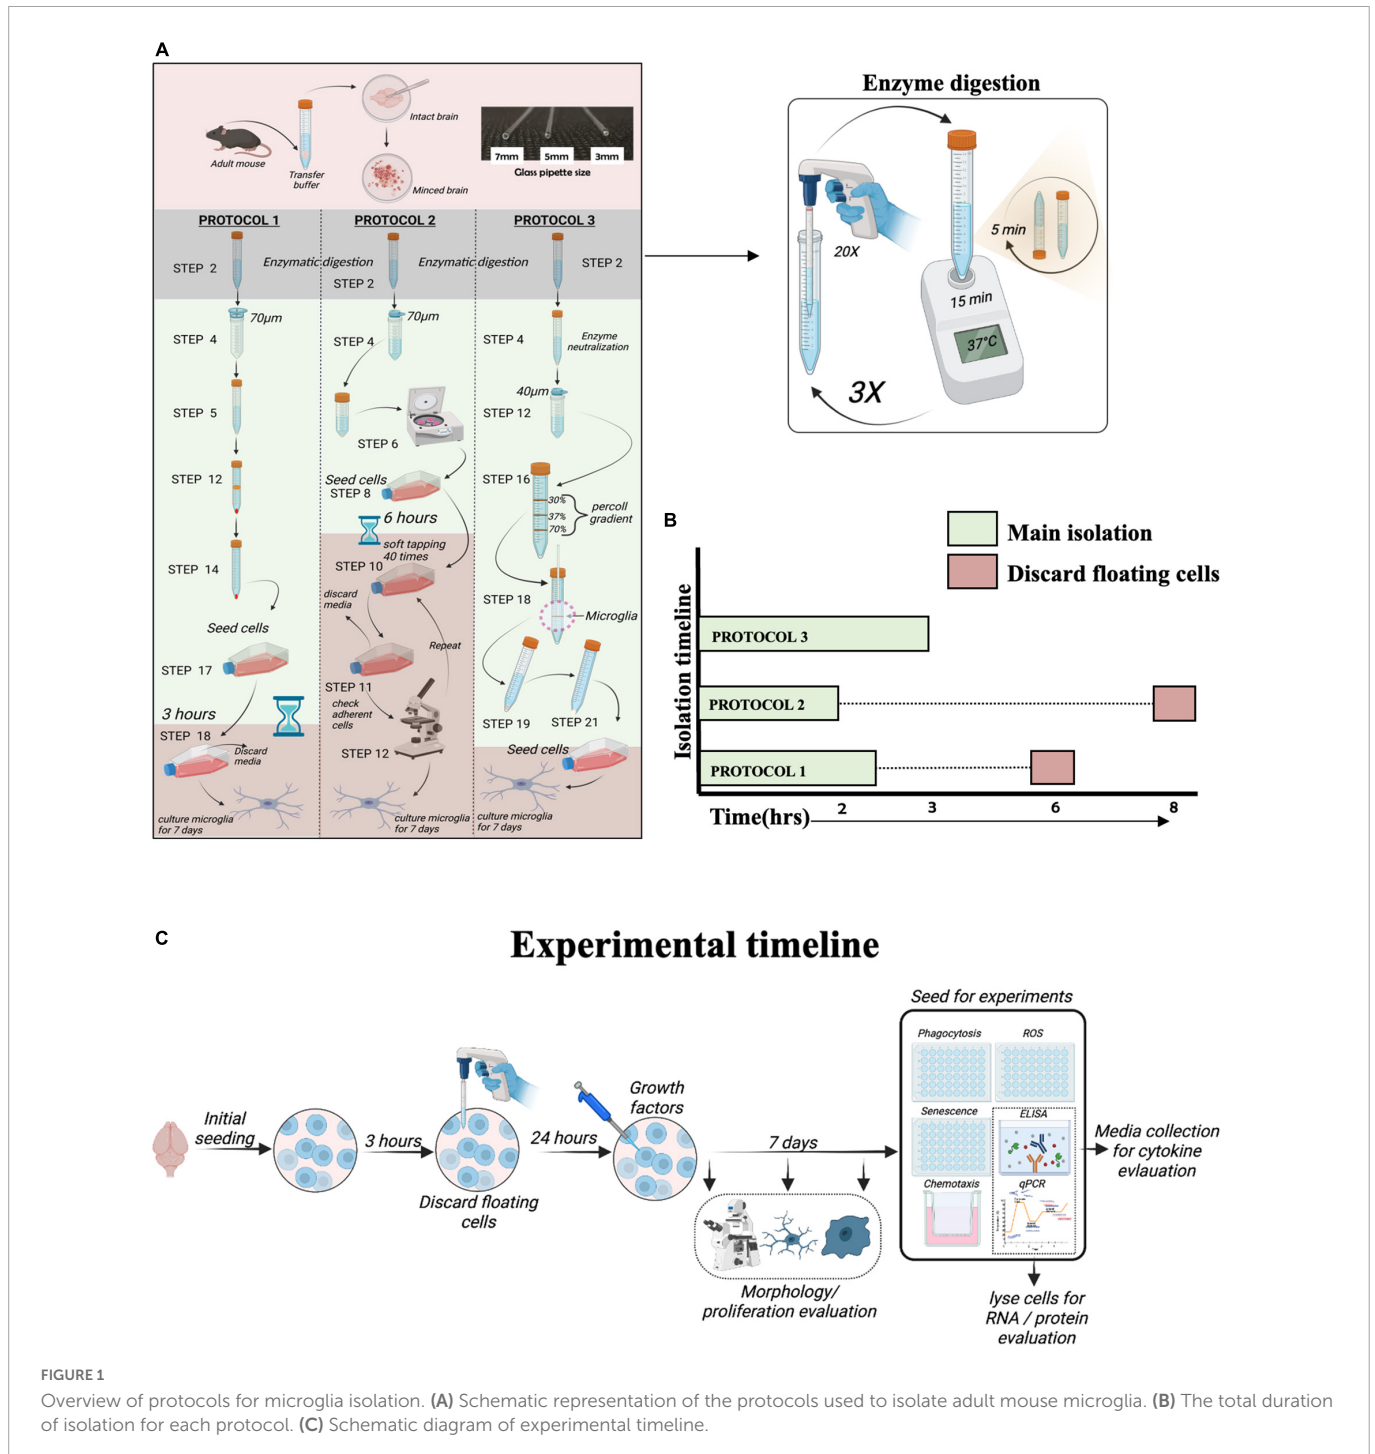 A
Adult mouse
Transfer
buffer
Intact brain
Minced brain
7mm 5mm 3mm
Glass pipette size
PROTOCOL 1
STEP 2
Enzymatic digestion
70µm
STEP 4
STEP 5
STEP 12
STEP 14
Seed cells
STEP 17
3 hours
STEP 18
Discard
media
culture microglia
for 7 days
PROTOCOL 2
STEP 2
70µm
STEP 4
STEP 6
Seed cells
STEP 8
6 hours
soft tapping
40 times
STEP 10
discard
media
Repeat
STEP 11
check
adherent
cells
STEP 12
culture microglia
for 7 days
PROTOCOL 3
Enzymatic digestion
STEP 2
STEP 4
Enzyme
neutralization
40µm
STEP 12
STEP 16
30%
37%
70%
percoll
gradient
STEP 18
Microglia
STEP 19
STEP 21
Seed cells
culture microglia
for 7 days
Enzyme digestion
20X
5 min
15 min
37°C
3X
B
Main isolation
Discard floating cells
Isolation timeline
PROTOCOL 3
PROTOCOL 2
PROTOCOL 1
2 3 6 8
Time(hrs)
C
Experimental timeline
Initial
seeding
3 hours
Discard floating
cells
24 hours
Growth
factors
7 days
Morphology/
proliferation evaluation
Seed for experiments
Phagocytosis
ROS
Senescence
ELISA
Chemotaxis
qPCR
Media collection
for cytokine
evlauation
lyse cells for
RNA / protein
evaluation
FIGURE 1
Overview of protocols for microglia isolation. (A) Schematic representation of the protocols used to isolate adult mouse microglia. (B) The total duration
of isolation for each protocol. (C) Schematic diagram of experimental timeline.